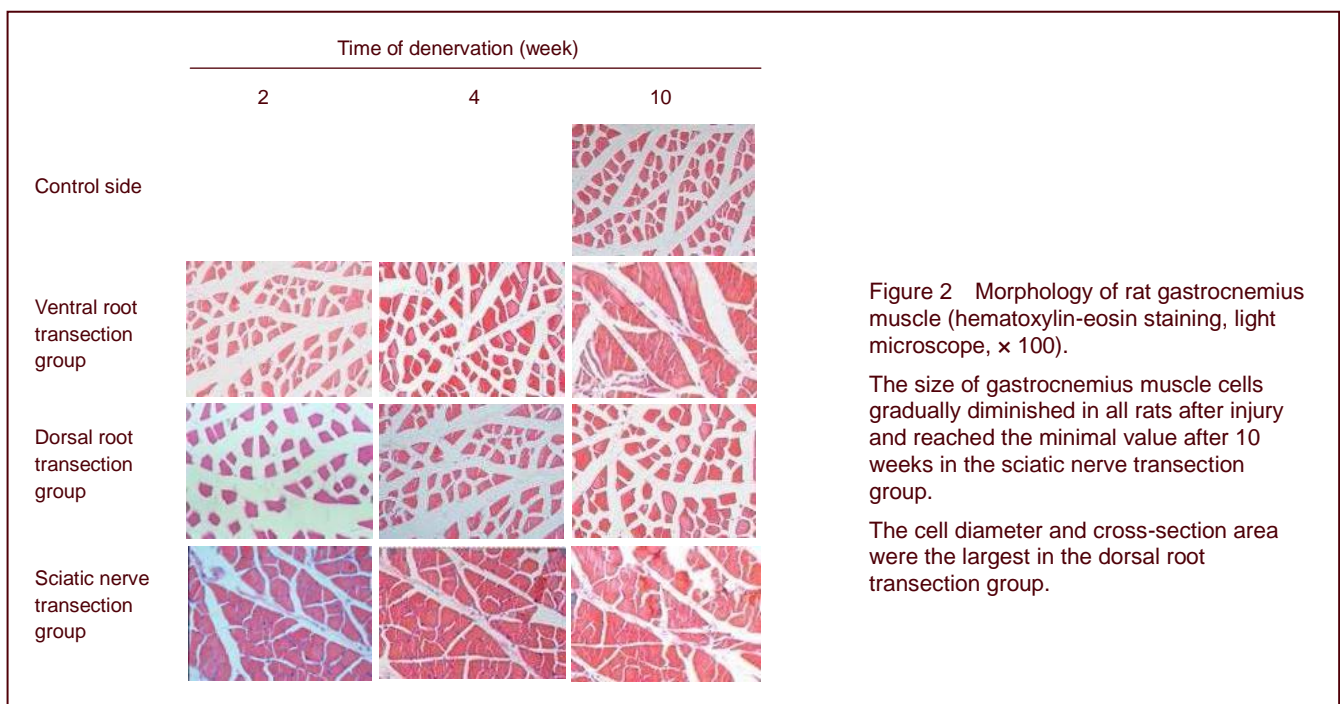 Time of denervation (week)
2 4 10
Control side
Ventral root
transection
group
Dorsal root
transection
group
Sciatic nerve
transection
group
Figure 2 Morphology of rat gastrocnemius
muscle (hematoxylin-eosin staining, light
microscope, × 100).
The size of gastrocnemius muscle cells
gradually diminished in all rats after injury
and reached the minimal value after 10
weeks in the sciatic nerve transection
group.
The cell diameter and cross-section area
were the largest in the dorsal root
transection group.